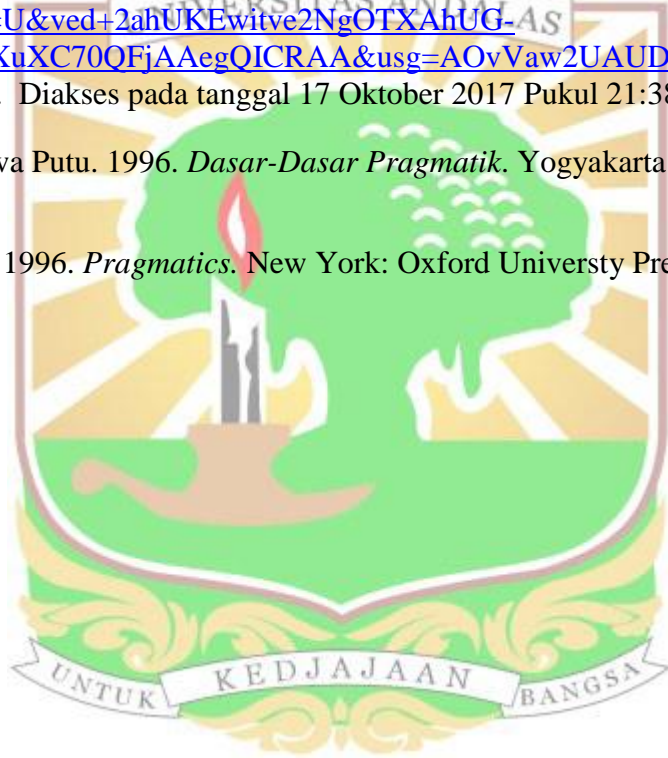 =U&ved+2ahUKEwitve2NgOTXAhUG-
XuXC70QFjAAegQICRAA&usg=AOvVaw2UAUD
. Diakses pada tanggal 17 Oktober 2017 Pukul 21:38
va Putu. 1996. Dasar-Dasar Pragmatik. Yogyakarta
1996. Pragmatics. New York: Oxford Universty Pre
UNTUK KEDJAJAAN BANGSA